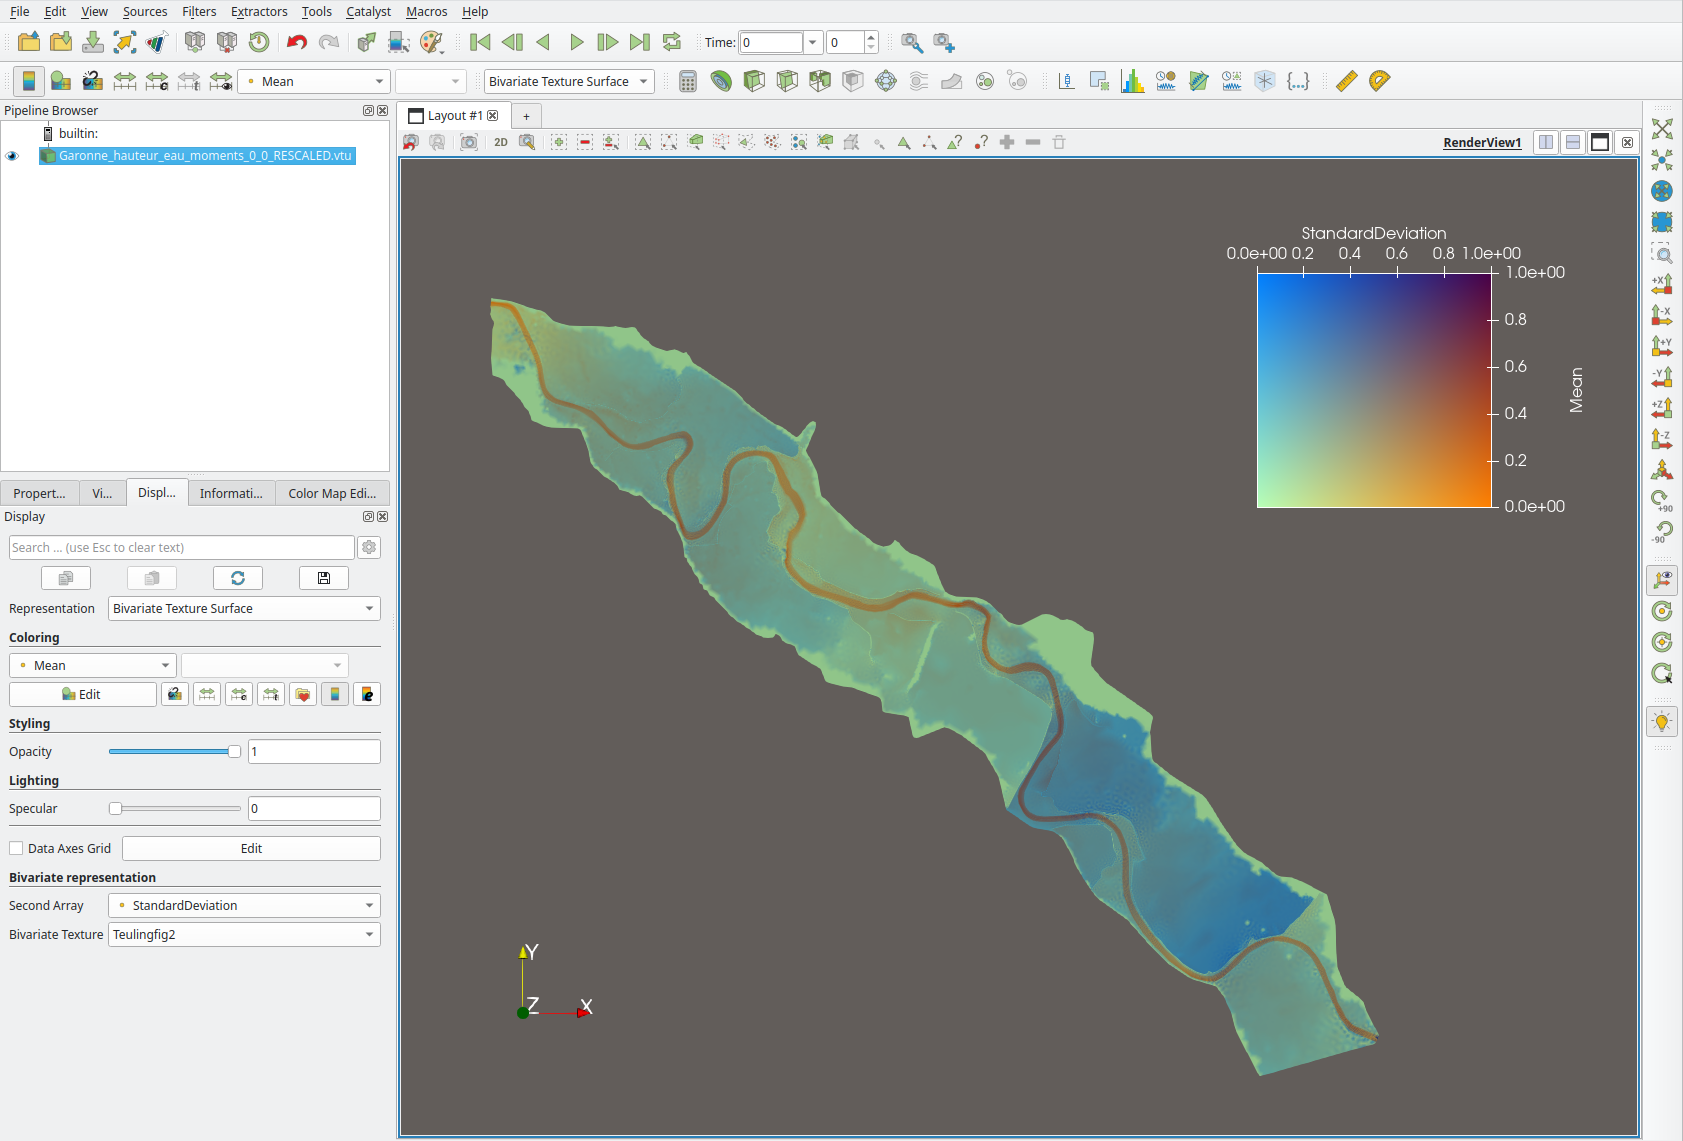 File Edit View Sources Filters Extractors Tools Catalyst Macros Help
Time: 0 0
Mean Bivariate Texture Surface
Pipeline Browser
builtin:
Garonne_hauteur_eau_moments_0_0_RESCALED.vtu
Propert... Vi... Displ... Informati... Color Map Edi...
Display
Search ... (use Esc to clear text)
Representation Bivariate Texture Surface
Coloring
Mean
Edit
Styling
Opacity 1
Lighting
Specular 0
Data Axes Grid Edit
Bivariate representation
Second Array StandardDeviation
Bivariate Texture Teulingfig2
Layout #1 +
2D
RenderView1
StandardDeviation
0.0e+00 0.2 0.4 0.6 0.8 1.0e+00
1.0e+00
0.8
0.6
0.4
0.2
0.0e+00
Mean
Y
Z X
+X
-X
+Y
-Y
+Z
-Z
+90
-90